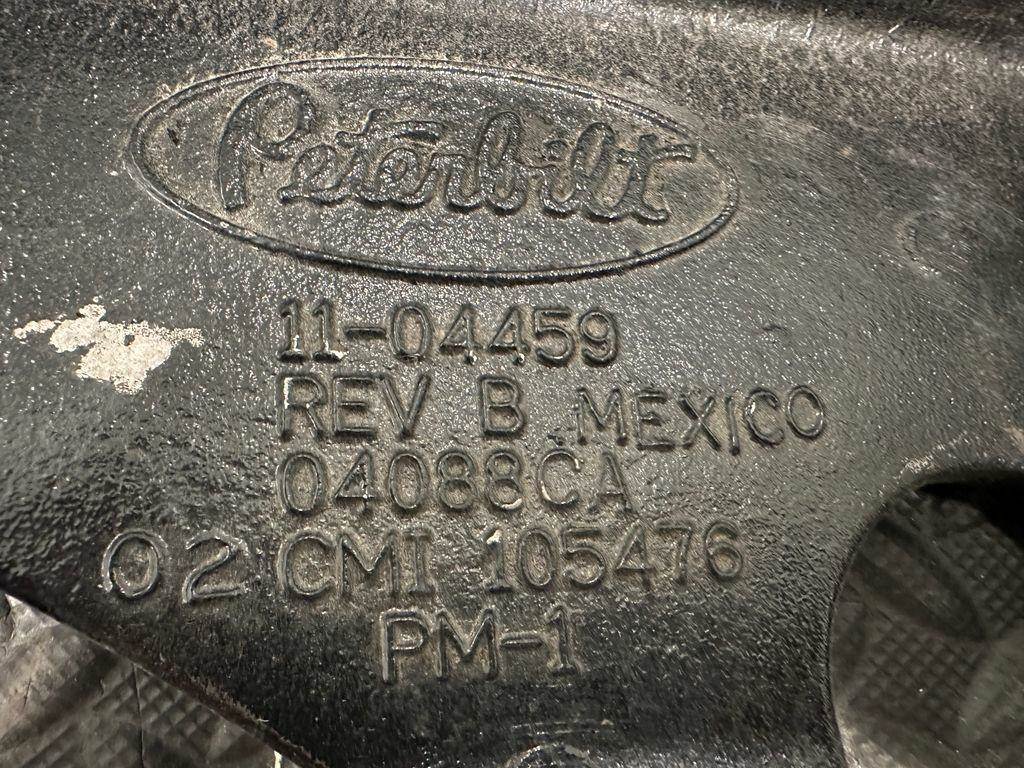 Peterbilt
11-04459
REV B MEXICO
04088CA
02 CMI 105476
PM-1